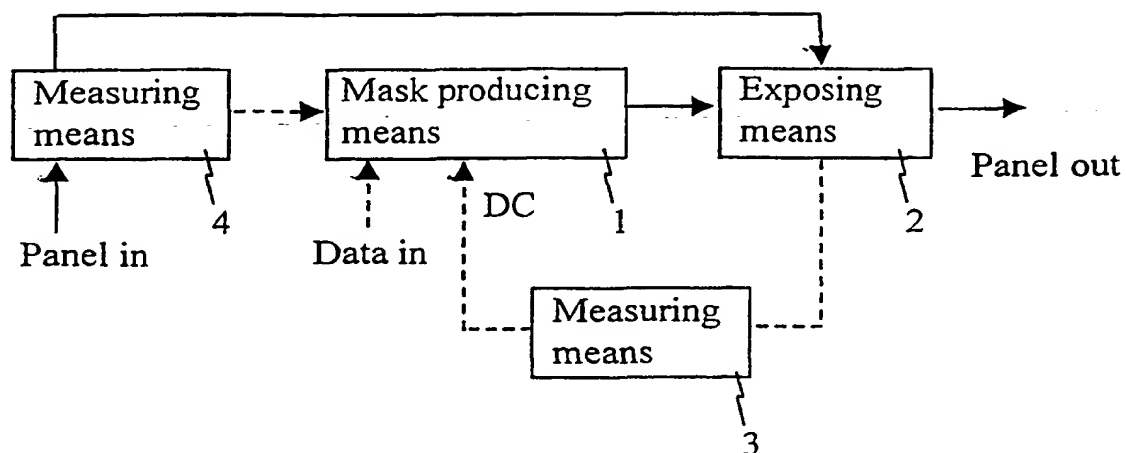 Measuring
means
4
Panel in
Mask producing
means
1
Data in
DC
Exposing
means
2
Panel out
Measuring
means
3